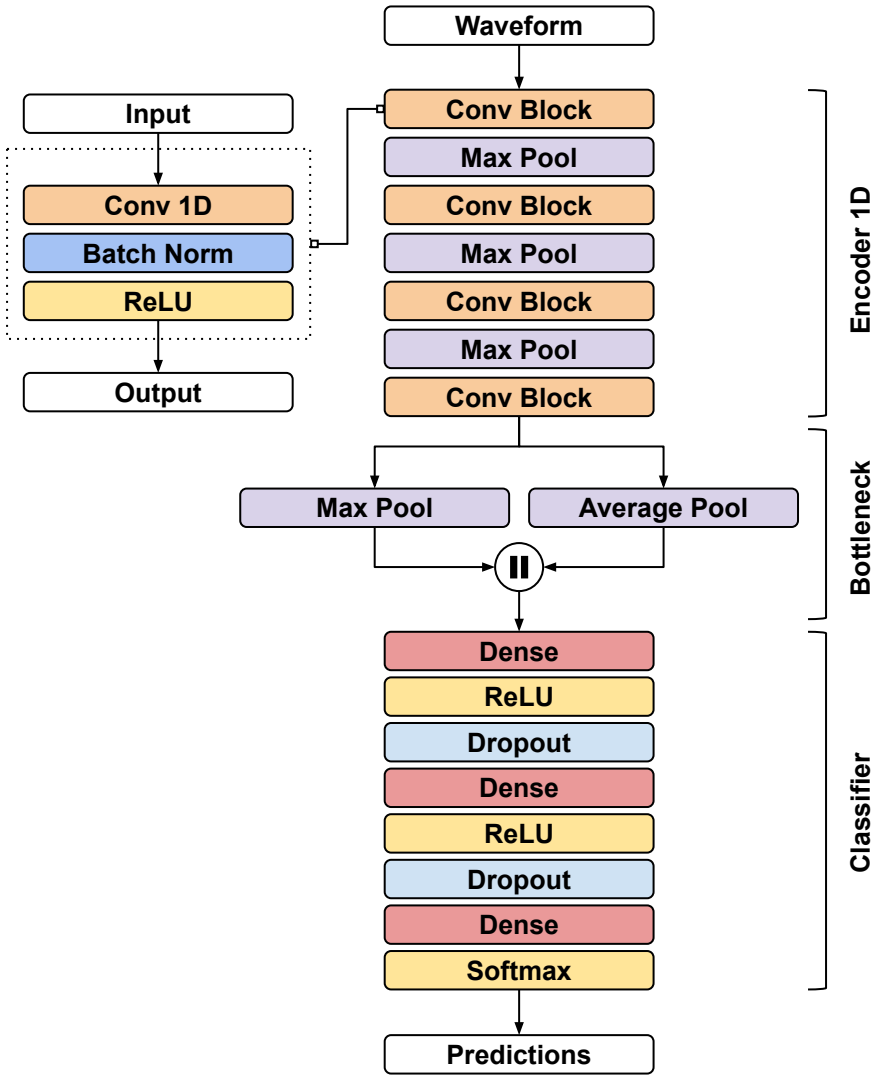 Waveform
Input
Conv 1D
Batch Norm
ReLU
Output
Conv Block
Max Pool
Conv Block
Max Pool
Conv Block
Max Pool
Conv Block
Encoder 1D
Max Pool
Average Pool
Bottleneck
Dense
ReLU
Dropout
Dense
ReLU
Dropout
Dense
Softmax
Classifier
Predictions